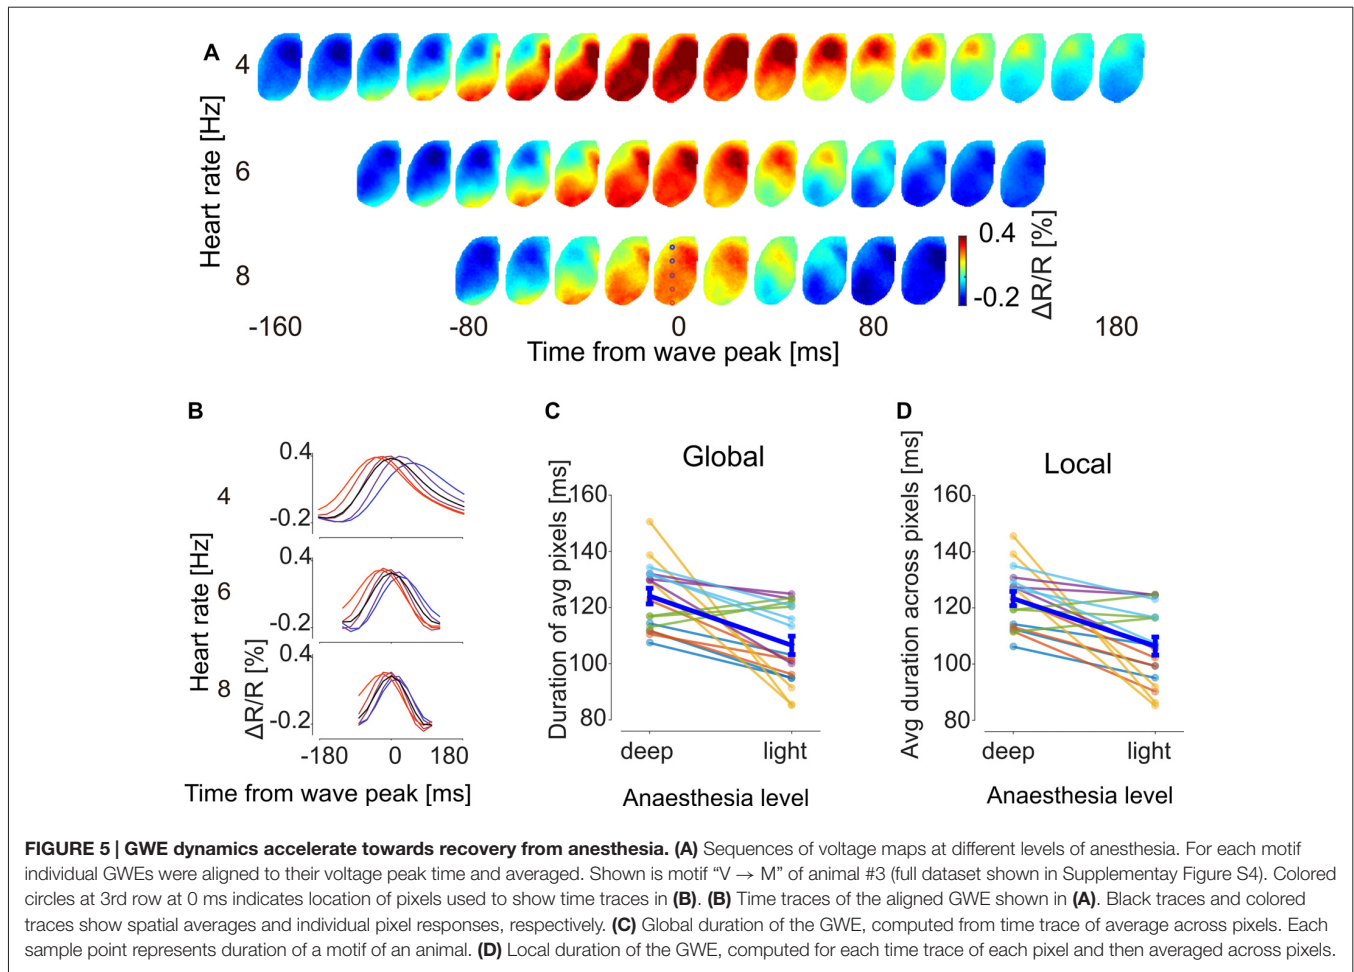 A
4
6
8
Heart rate [Hz]
0.4
-0.2
ΔR/R [%]
-160 -80 0 80 180
Time from wave peak [ms]
B
0.4
4
-0.2
0.4
6
-0.2
0.4
8
-0.2
Heart rate [Hz]
ΔR/R [%]
-180 0 180
Time from wave peak [ms]
C
Global
160
140
120
100
80
Duration of avg pixels [ms]
deep light
Anaesthesia level
D
Local
160
140
120
100
80
Avg duration across pixels [ms]
deep light
Anaesthesia level
FIGURE 5 | GWE dynamics accelerate towards recovery from anesthesia. (A) Sequences of voltage maps at different levels of anesthesia. For each motif
individual GWEs were aligned to their voltage peak time and averaged. Shown is motif “V → M” of animal #3 (full dataset shown in Supplementay Figure S4). Colored
circles at 3rd row at 0 ms indicates location of pixels used to show time traces in (B). (B) Time traces of the aligned GWE shown in (A). Black traces and colored
traces show spatial averages and individual pixel responses, respectively. (C) Global duration of the GWE, computed from time trace of average across pixels. Each
sample point represents duration of a motif of an animal. (D) Local duration of the GWE, computed for each time trace of each pixel and then averaged across pixels.